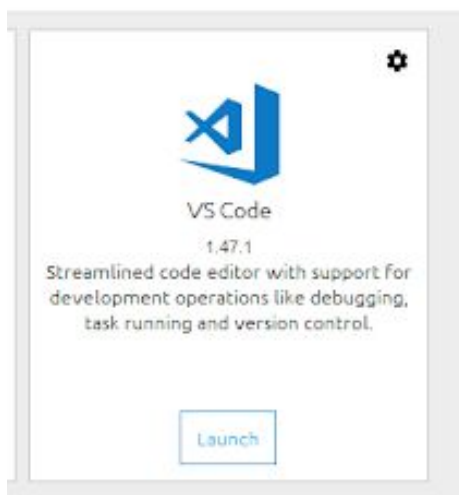 VS Code
1.47.1
Streamlined code editor with support for
development operations like debugging,
task running and version control.
Launch